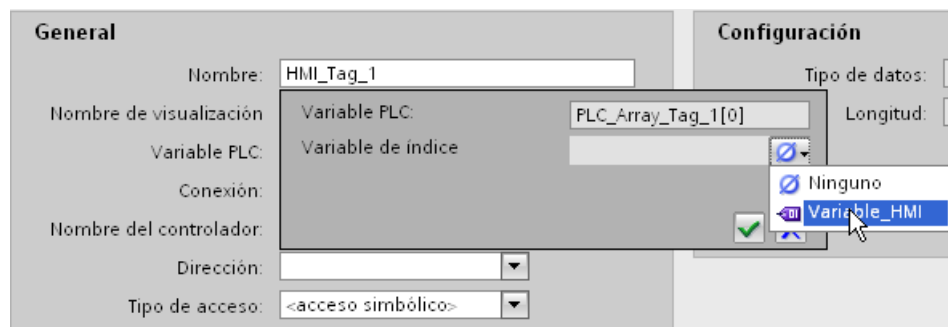 General
Nombre: HMI_Tag_1
Nombre de visualización
Variable PLC:
Conexión:
Nombre del controlador:
Dirección:
Tipo de acceso: <acceso simbólico>
Variable PLC: PLC_Array_Tag_1[0]
Variable de índice
Ninguno
Variable_HMI
Configuración
Tipo de datos:
Longitud: